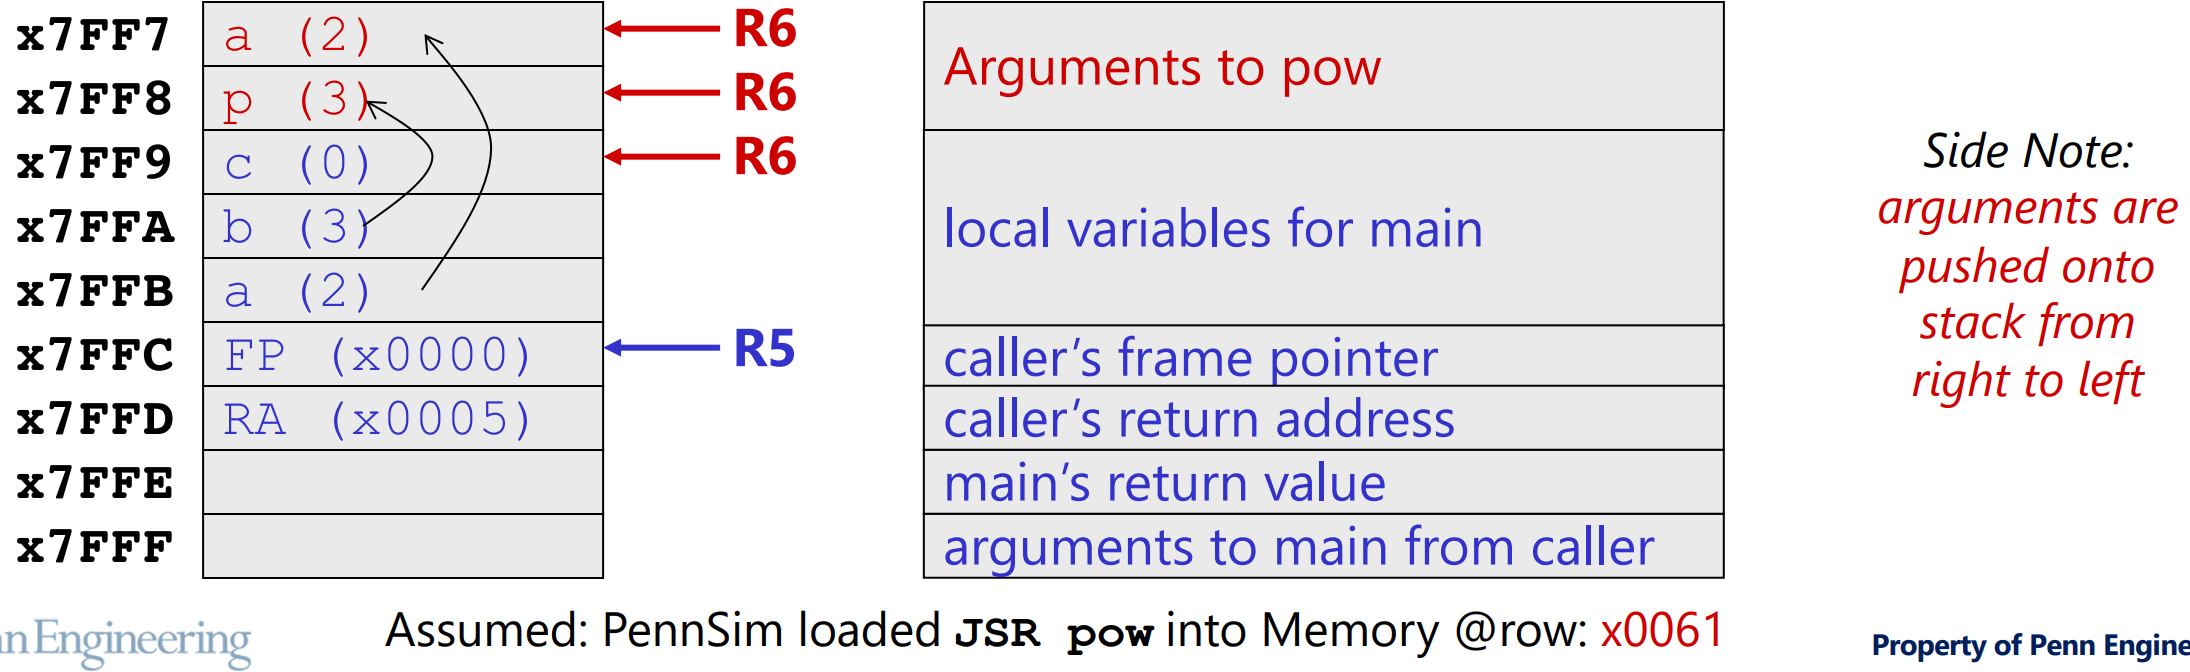 x7FF7 a (2) R6
x7FF8 p (3) R6
Arguments to pow
x7FF9 c (0) R6
x7FFA b (3)
x7FFB a (2)
local variables for main
x7FFC FP (x0000) R5 caller's frame pointer
x7FFD RA (x0005) caller's return address
x7FFE main's return value
x7FFF arguments to main from caller
Side Note:
arguments are
pushed onto
stack from
right to left
Assumed: PennSim loaded JSR pow into Memory @row: x0061
Engineering
Property of Penn